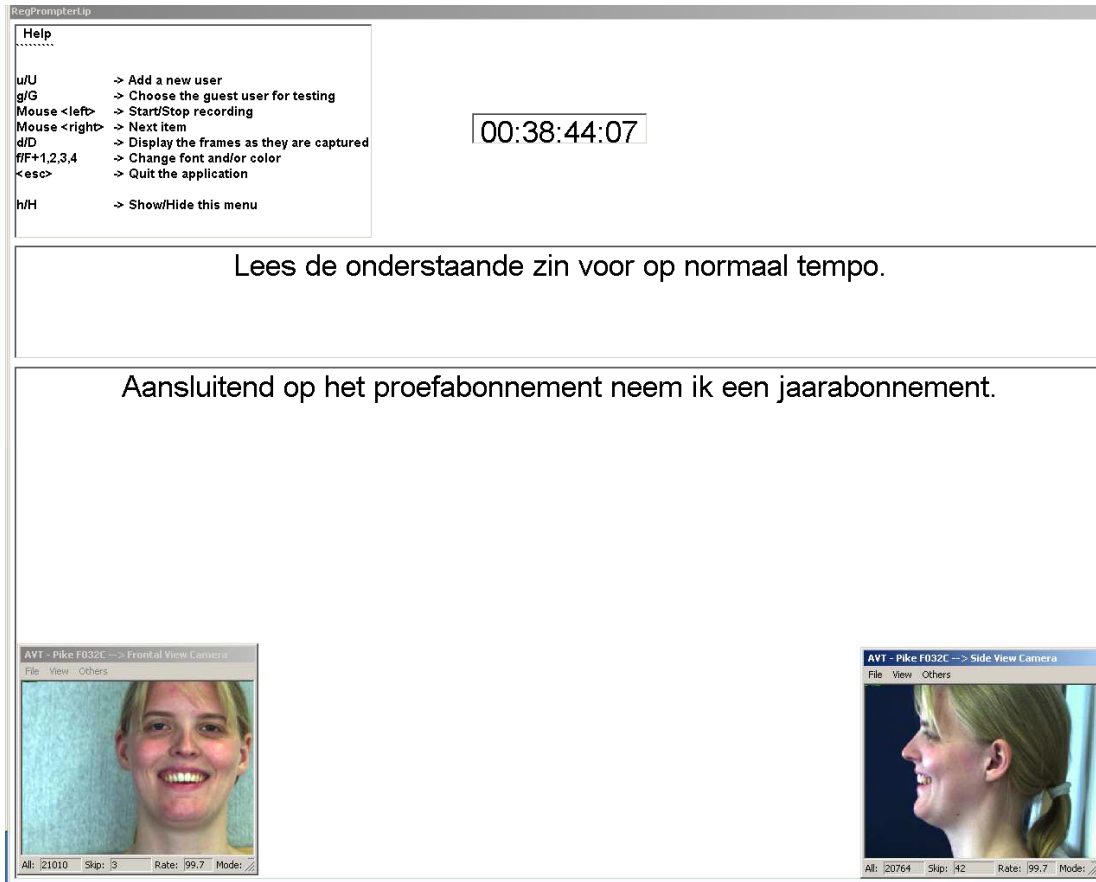 RegPrompterLip
Help
u/U -> Add a new user
g/G -> Choose the guest user for testing
Mouse <left> -> Start/Stop recording
Mouse <right> -> Next item
d/D -> Display the frames as they are captured
f/F+1,2,3,4 -> Change font and/or color
<esc> -> Quit the application
h/H -> Show/Hide this menu
00:38:44:07
Lees de onderstaande zin voor op normaal tempo.
Aansluitend op het proefabonnement neem ik een jaarabonnement.
AVT - Pike F032C --> Frontal View Camera
File View Others
All: 21010 Skip: 3 Rate: 99.7 Mode:
AVT - Pike F032C --> Side View Camera
File View Others
All: 20764 Skip: 42 Rate: 99.7 Mode: